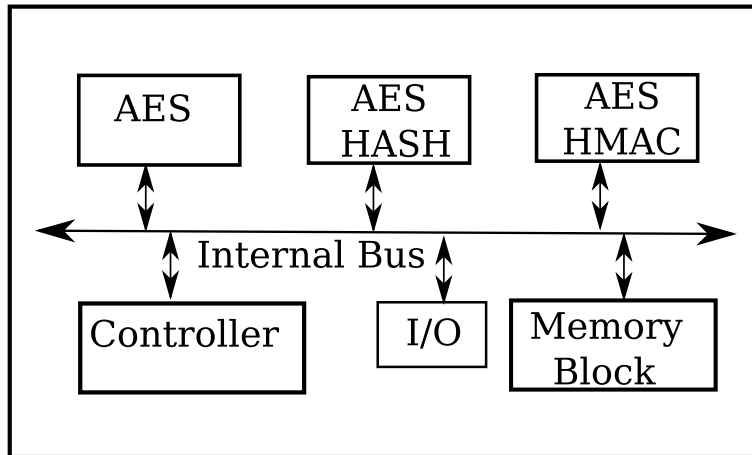 AES
AES
HASH
AES
HMAC
Internal Bus
Controller
I/O
Memory
Block